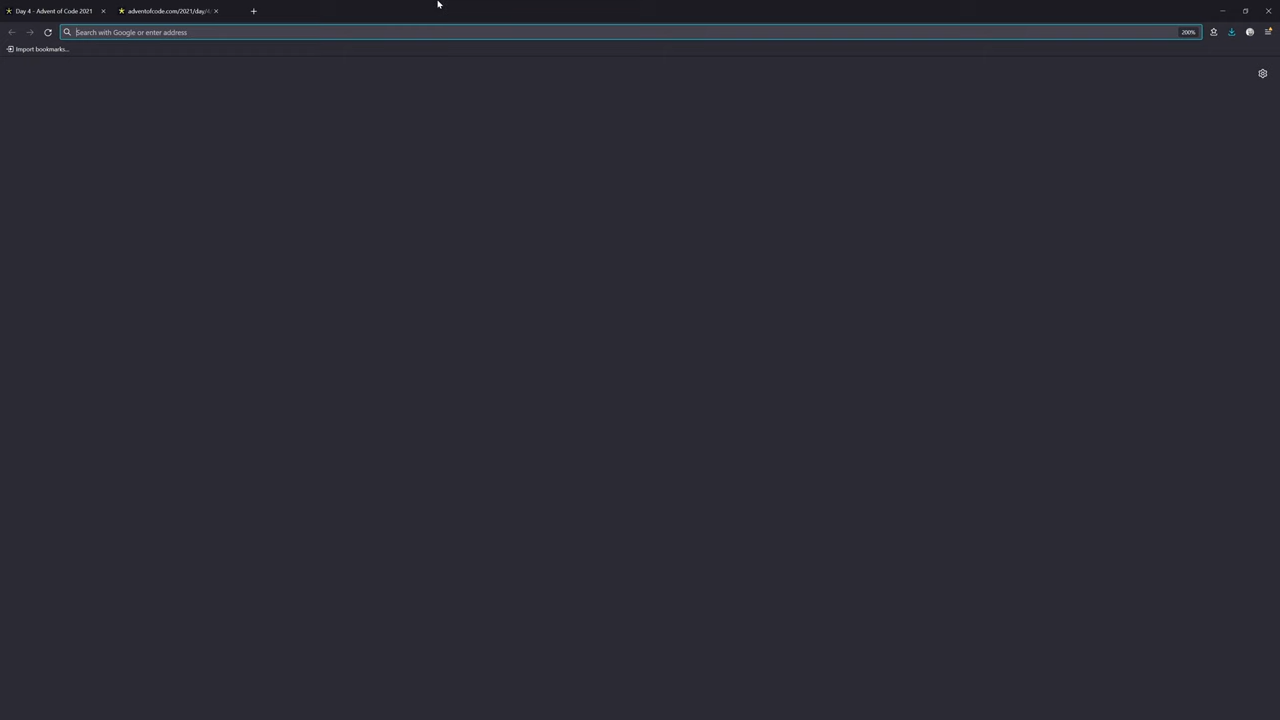 Day 4 - Advent of Code 2021
adventofcode.com/2021/day/4
Search with Google or enter address
200%
Import bookmarks...